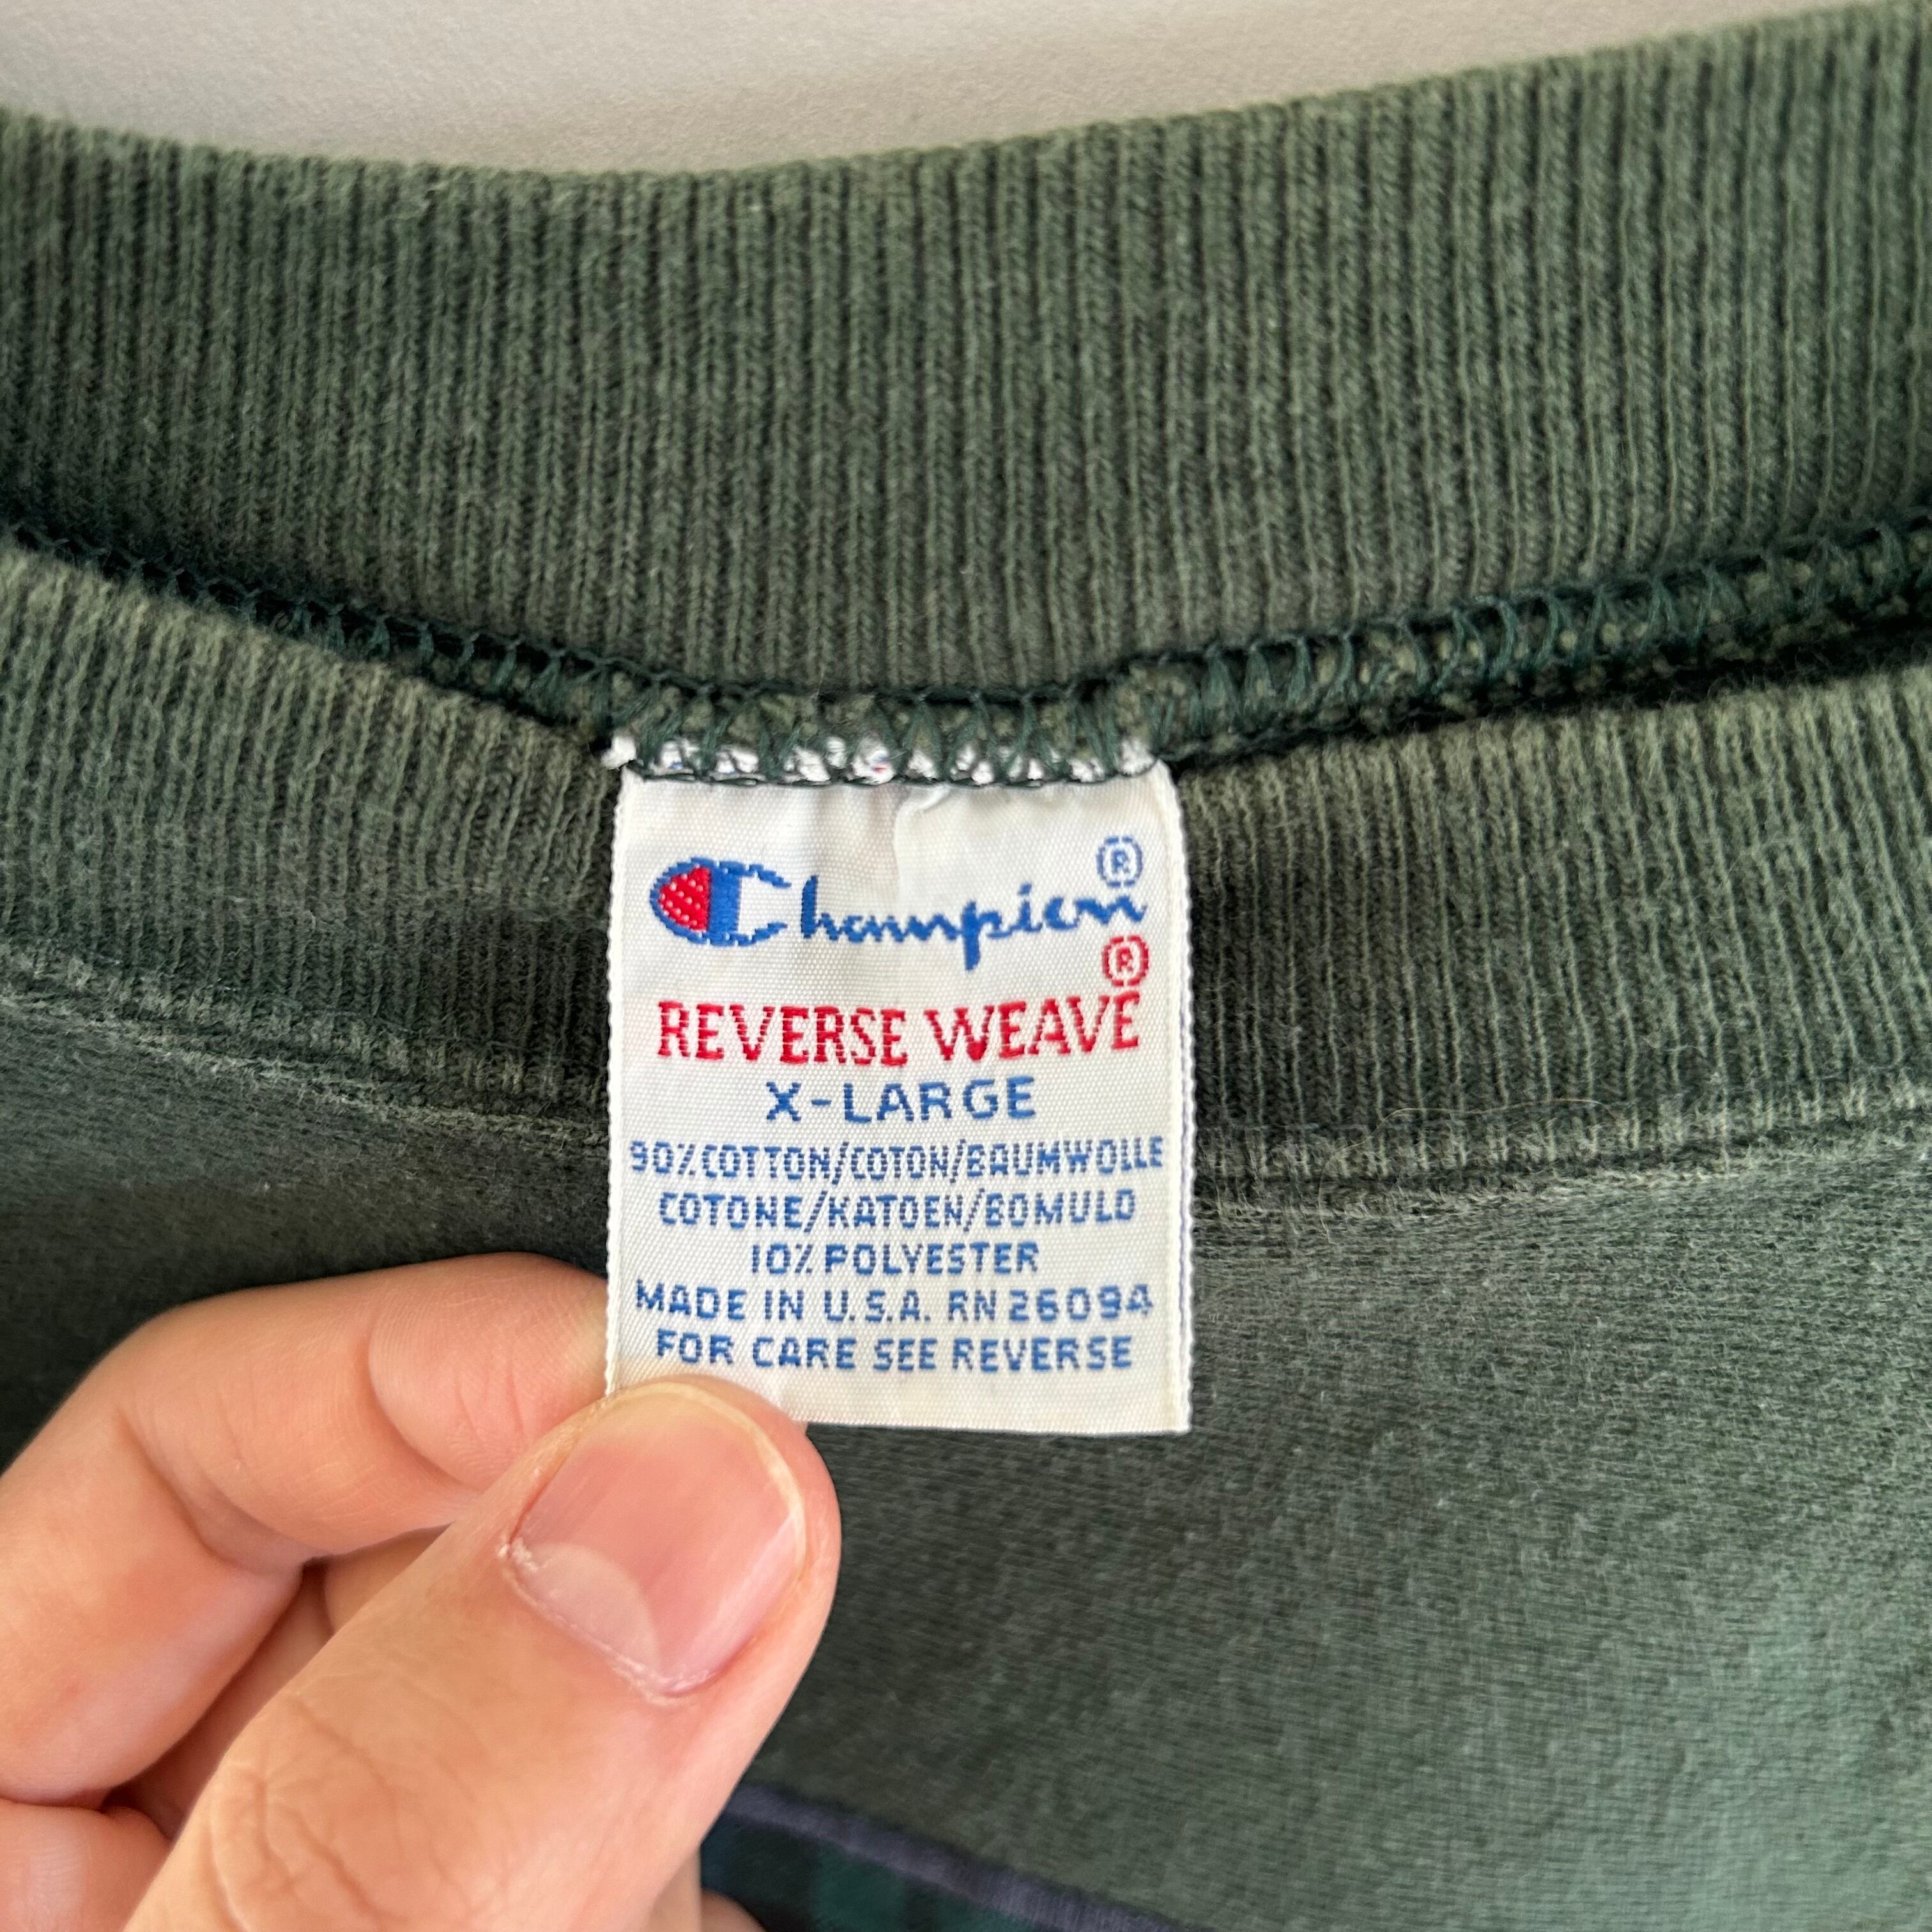 Champion®
REVERSE WEAVE®
X-LARGE
90% COTTON/COTON/BAUMWOLLE
COTONE/KATOEN/BOMULD
10% POLYESTER
MADE IN U.S.A. RN 26094
FOR CARE SEE REVERSE